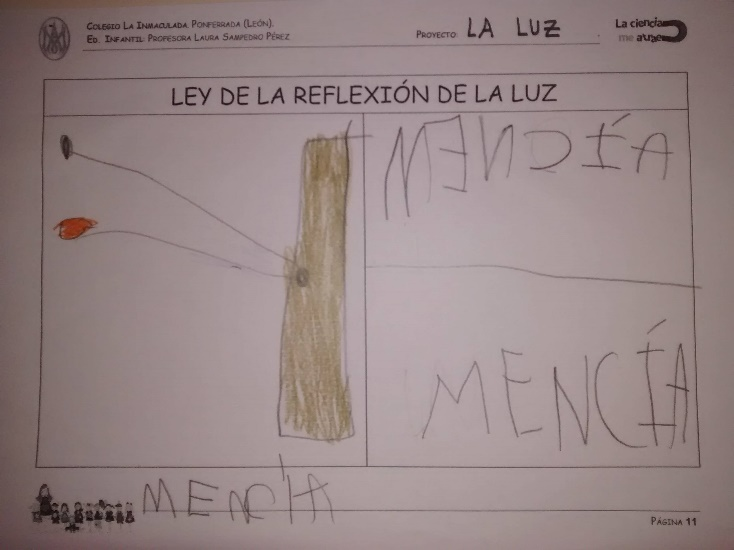 COLEGIO LA INMACULADA. PONFERRADA (LEÓN).
ED. INFANTIL. PROFESORA LAURA SAMPEDRO PÉREZ
PROYECTO: LA LUZ
La ciencia
me atrae
LEY DE LA REFLEXIÓN DE LA LUZ
MENCÍA
MENCÍA
MENCÍA
PÁGINA 11